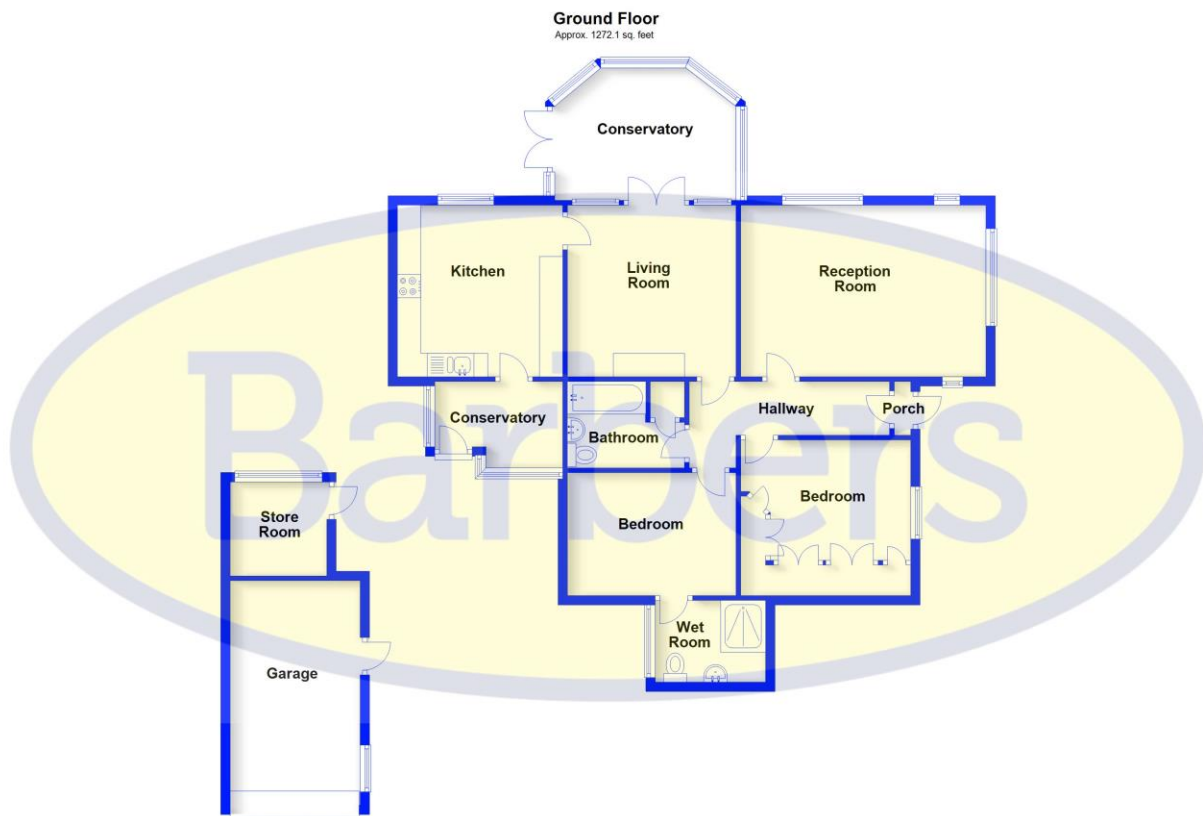 Ground Floor
Approx. 1272.1 sq. feet
Conservatory
Kitchen
Living
Room
Reception
Room
Conservatory
Bathroom
Hallway
Porch
Store
Room
Bedroom
Bedroom
Wet
Room
Garage
Barbers